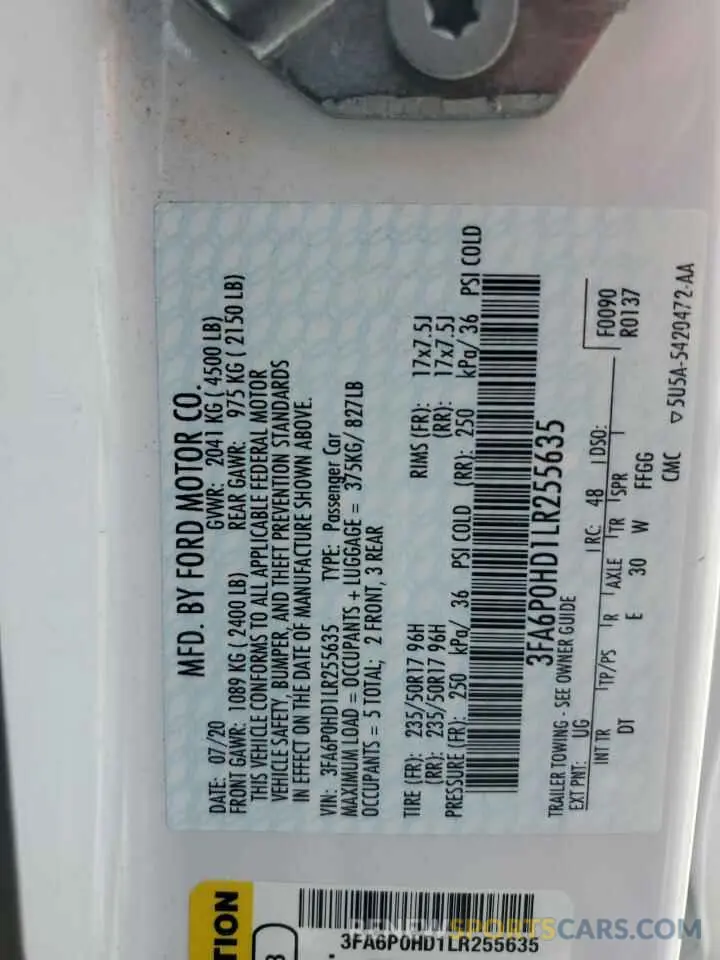 MFD. BY FORD MOTOR CO.
DATE: 07/20 GVWR: 2041 KG ( 4500 LB)
FRONT GAWR: 1089 KG ( 2400 LB) REAR GAWR: 975 KG ( 2150 LB)
THIS VEHICLE CONFORMS TO ALL APPLICABLE FEDERAL MOTOR
VEHICLE SAFETY, BUMPER, AND THEFT PREVENTION STANDARDS
IN EFFECT ON THE DATE OF MANUFACTURE SHOWN ABOVE.
VIN: 3FA6P0HD1LR255635 TYPE: Passenger Car
MAXIMUM LOAD = OCCUPANTS + LUGGAGE = 375KG/ 827LB
OCCUPANTS = 5 TOTAL; 2 FRONT, 3 REAR
TIRE (FR): 235/50R17 96H RIMS (FR): 17x7.5J
(RR): 235/50R17 96H (RR): 17x7.5J
PRESSURE (FR): 250 kPa/ 36 PSI COLD (RR): 250 kPa/ 36 PSI COLD
3FA6P0HD1LR255635
TRAILER TOWING - SEE OWNER GUIDE
F0090
EXT PNT: UG RC: 48 DSO: R0137
INT TR TP/PS R AXLE TR SPR
DT E 30 W FFGG
CMC ▽5U5A-5420472-AA
3FA6P0HD1LR255635
RENEWSPORTSCARS.COM